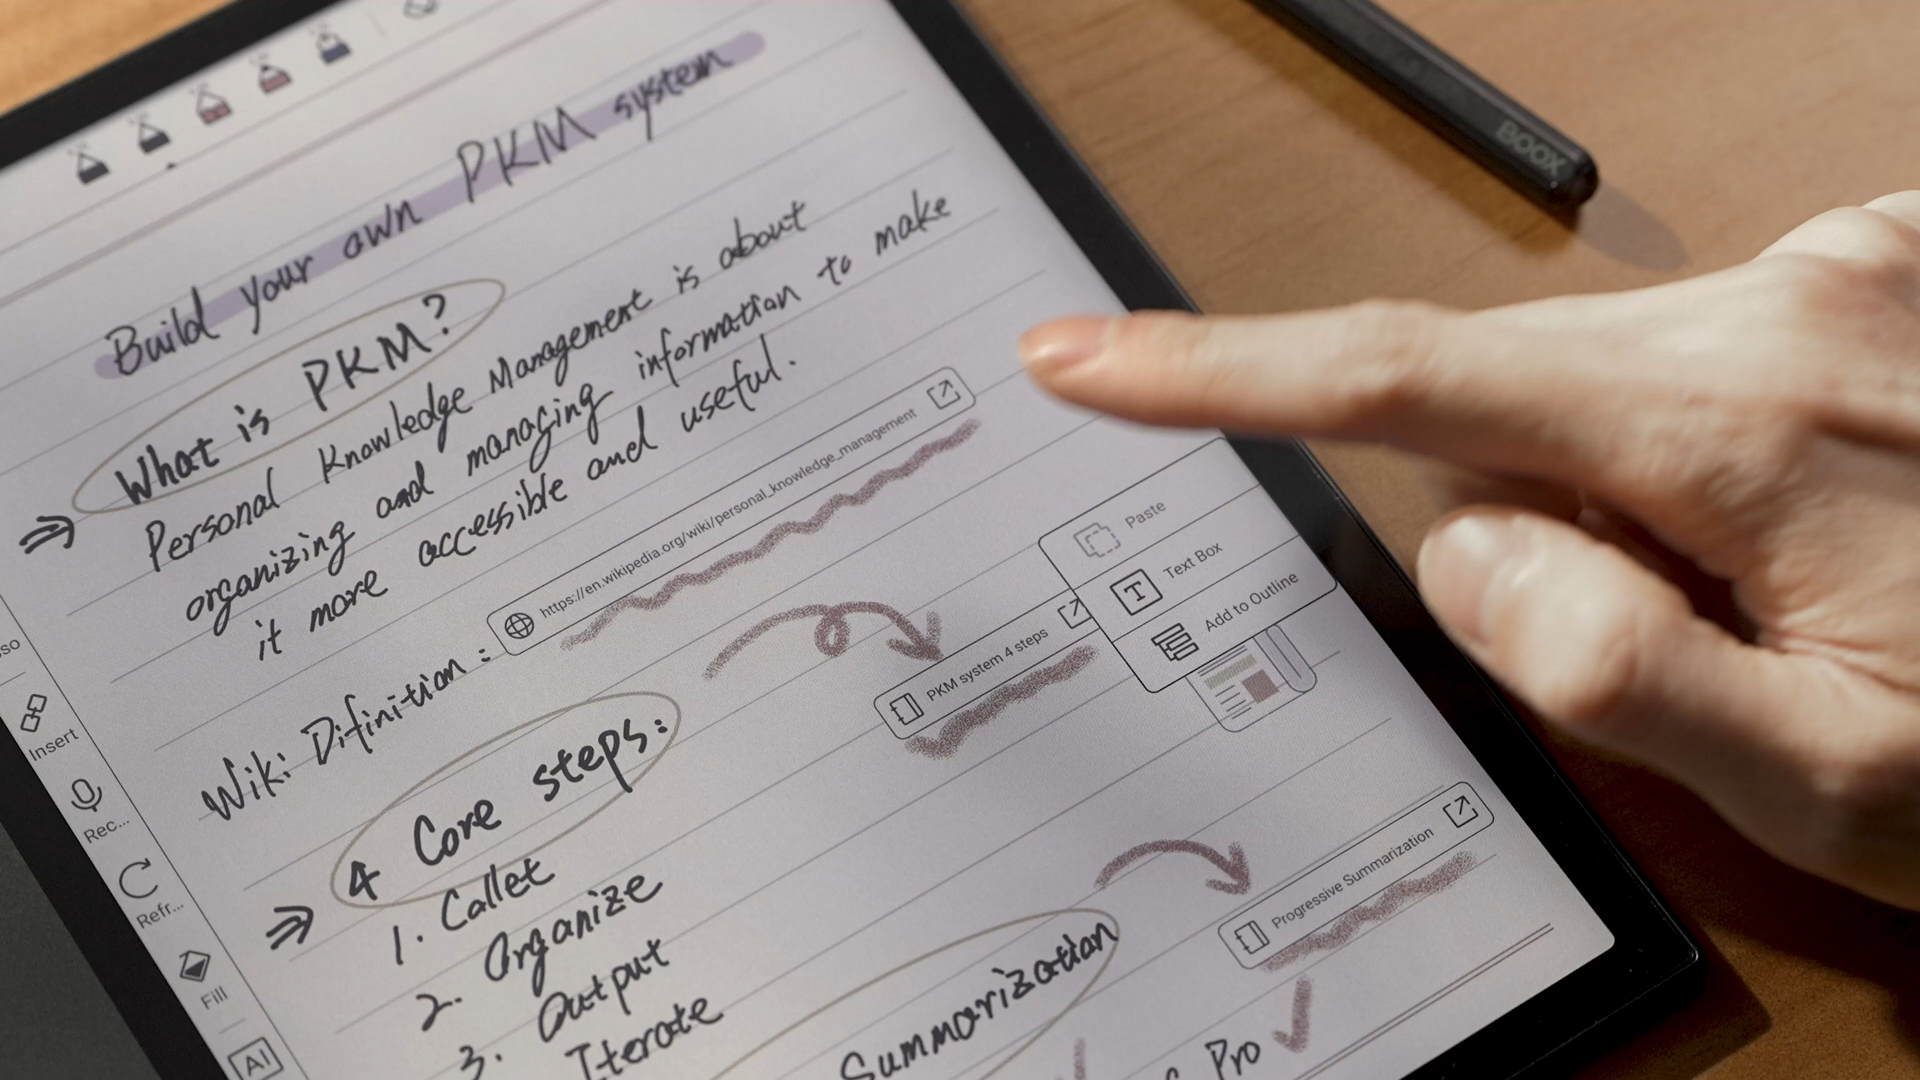 BOOX
Build your own PKM system
What is PKM?
Personal Knowledge Management is about
organizing and managing information to make
it more accessible and useful.
Wiki: Difinition : https://en.wikipedia.org/wiki/personal_knowledge_management
Paste
Text Box
Add to Outline
PKM system 4 steps
4 Core steps:
1. Callet
2. Organize
3. Output
Iterate
Progressive Summarization
Summarization
Pro
Insert
Rec...
Refr...
Fill
AI